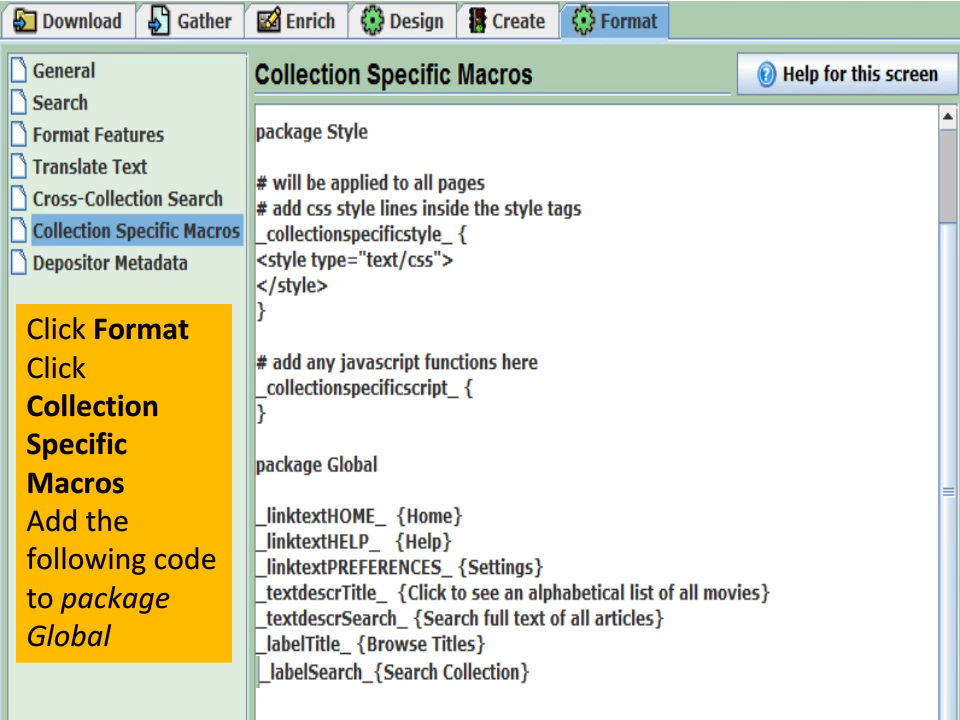 Download Gather Enrich Design Create Format
General
Search
Format Features
Translate Text
Cross-Collection Search
Collection Specific Macros
Depositor Metadata
Click Format
Click
Collection
Specific
Macros
Add the
following code
to package
Global
Collection Specific Macros
Help for this screen
package Style
# will be applied to all pages
# add css style lines inside the style tags
_collectionspecificstyle_ {
<style type="text/css">
</style>
}
# add any javascript functions here
_collectionspecificscript_ {
}
package Global
_linktextHOME_ {Home}
_linktextHELP_ {Help}
_linktextPREFERENCES_ {Settings}
_textdescrTitle_ {Click to see an alphabetical list of all movies}
_textdescrSearch_ {Search full text of all articles}
_labelTitle_ {Browse Titles}
_labelSearch_{Search Collection}